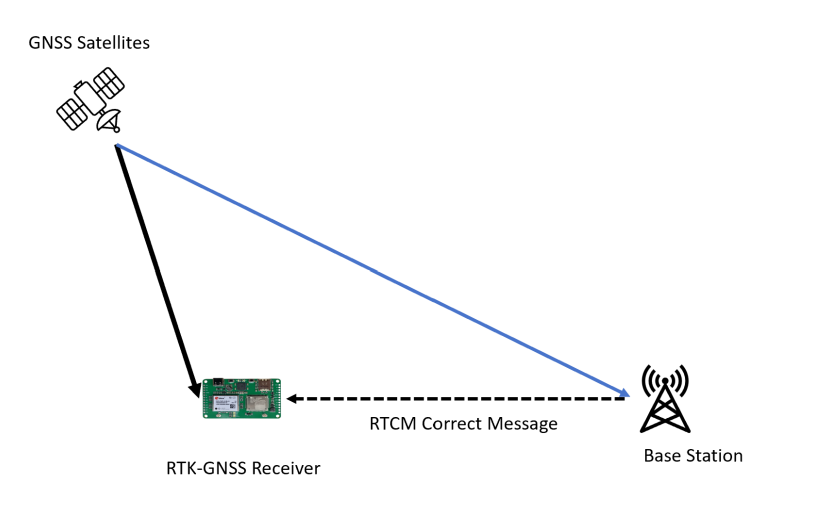 GNSS Satellites
RTCM Correct Message
Base Station
RTK-GNSS Receiver